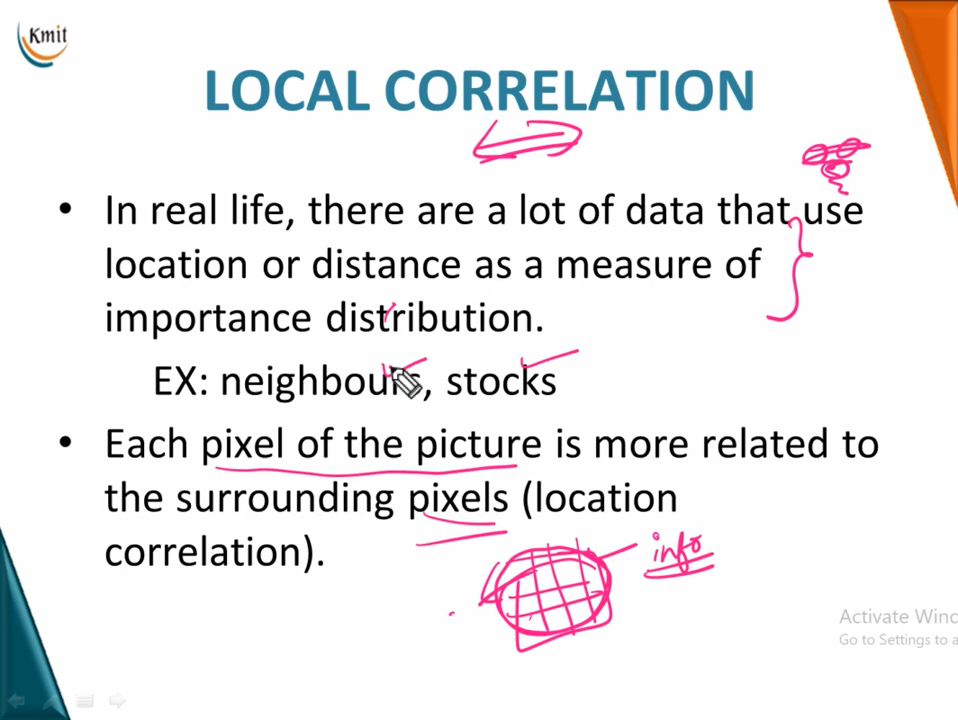 Kmit
LOCAL CORRELATION
• In real life, there are a lot of data that use
location or distance as a measure of
importance distribution.
EX: neighbours, stocks
• Each pixel of the picture is more related to
the surrounding pixels (location
correlation).
info
Activate Winc
Go to Settings to a